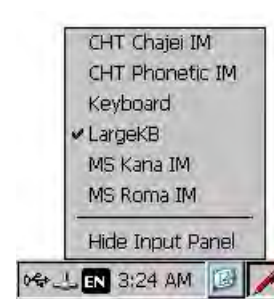 CHT Chajei IM
CHT Phonetic IM
Keyboard
LargeKB
MS Kana IM
MS Roma IM
Hide Input Panel
EN 3:24 AM